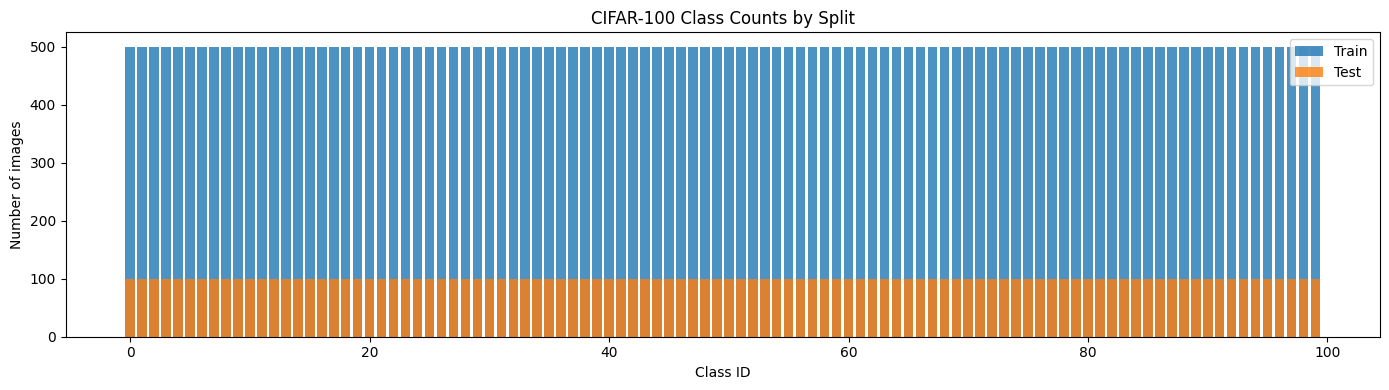 CIFAR-100 Class Counts by Split
Number of images
500
400
300
200
100
0
Train
Test
0 20 40 60 80 100
Class ID